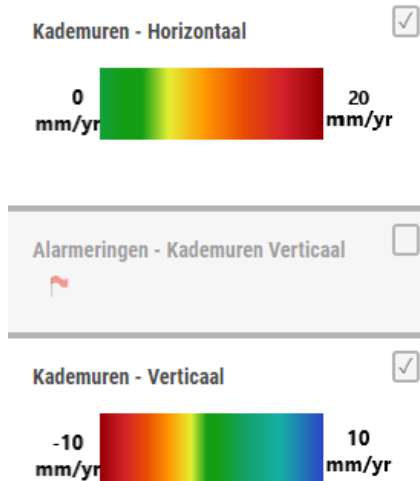 Kademuren - Horizontaal
0 20
mm/yr mm/yr
Alarmeringen - Kademuren Verticaal
Kademuren - Verticaal
-10 10
mm/yr mm/yr